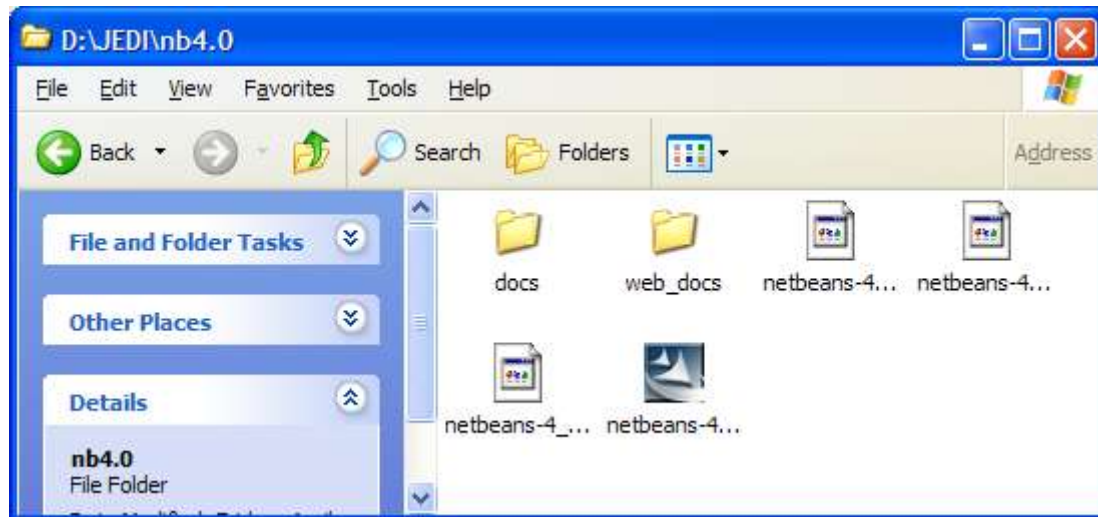 D:\JEDI\nb4.0
File Edit View Favorites Tools Help
Back Search Folders Address
File and Folder Tasks
Other Places
Details
nb4.0
File Folder
docs web_docs netbeans-4... netbeans-4...
netbeans-4_... netbeans-4...